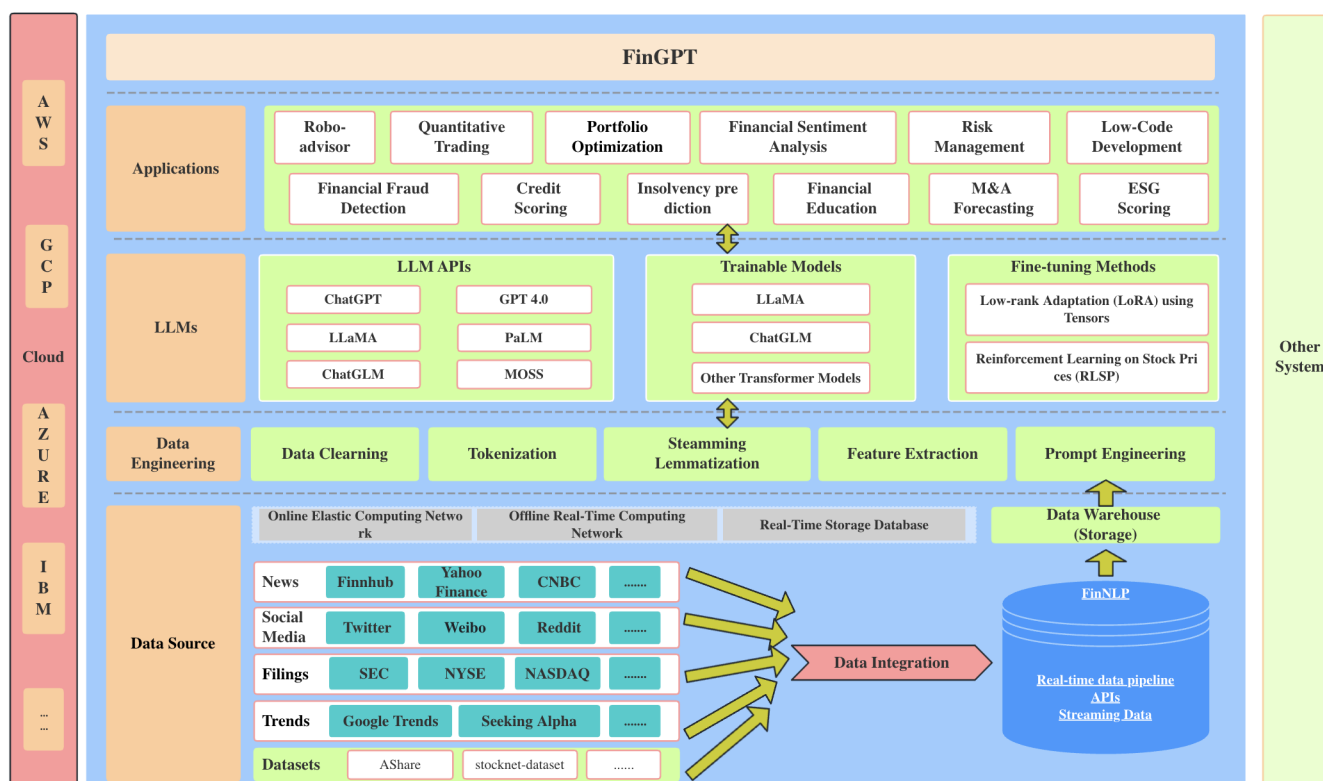 FinGPT
A
W
S
G
C
P
Cloud
A
Z
U
R
E
I
B
M
...
...
Applications
Robo-
advisor
Quantitative
Trading
Portfolio
Optimization
Financial Sentiment
Analysis
Risk
Management
Low-Code
Development
Financial Fraud
Detection
Credit
Scoring
Insolvency pre
diction
Financial
Education
M&A
Forecasting
ESG
Scoring
LLMs
LLM APIs
ChatGPT
GPT 4.0
LLaMA
PaLM
ChatGLM
MOSS
Trainable Models
LLaMA
ChatGLM
Other Transformer Models
Fine-tuning Methods
Low-rank Adaptation (LoRA) using
Tensors
Reinforcement Learning on Stock Pri
ces (RLSP)
Data
Engineering
Data Clearning
Tokenization
Steamming
Lemmatization
Feature Extraction
Prompt Engineering
Data Source
Online Elastic Computing Netwo
rk
Offline Real-Time Computing
Network
Real-Time Storage Database
Data Warehouse
(Storage)
News
Finnhub
Yahoo
Finance
CNBC
.......
Social
Media
Twitter
Weibo
Reddit
.......
Filings
SEC
NYSE
NASDAQ
.......
Trends
Google Trends
Seeking Alpha
.......
Datasets
AShare
stocknet-dataset
......
Data Integration
FinNLP
Real-time data pipeline
APIs
Streaming Data
Other
System